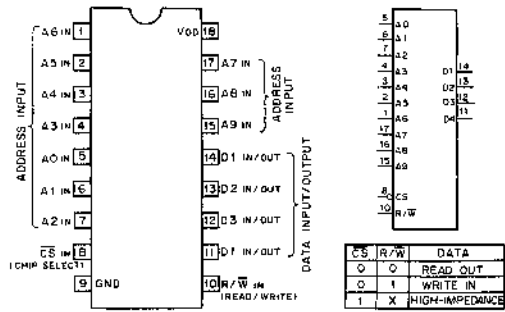 ADDRESS INPUT
A6 IN 1
A5 IN 2
A4 IN 3
A3 IN 4
A0 IN 5
A1 IN 6
A2 IN 7
C̅S̅ IN 8
(CHIP SELECT)
9 GND
VDD 18
17 A7 IN
16 A8 IN
15 A9 IN
ADDRESS
INPUT
14 D1 IN/OUT
13 D2 IN/OUT
12 D3 IN/OUT
11 IN/OUT
10 R/W̅ IN
(READ/WRITE)
DATA INPUT/OUTPUT
5 A0
6 A1
7 A2
4 A3
3 A4
2 A5
1 A6
17 A7
16 A8
15 A9
8 CS
10 R/W̅
D1 14
D2 13
D3 12
D4 11
C̅S̅ R/W̅ DATA
0 0 READ OUT
0 1 WRITE IN
1 X HIGH-IMPEDANCE